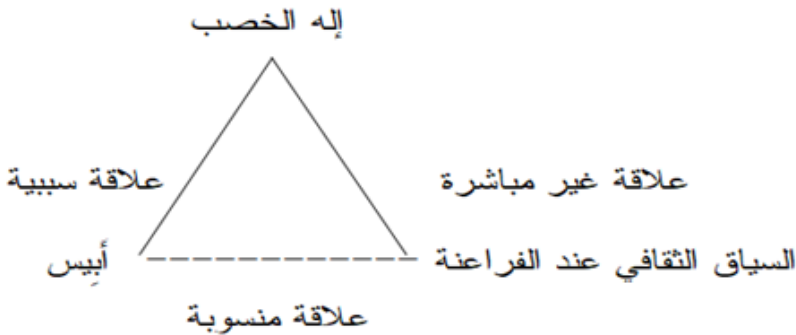 إله الخصب
علاقة غير مباشرة
علاقة سببية
السياق الثقافي عند الفراعنة
أبِيس
علاقة منسوبة